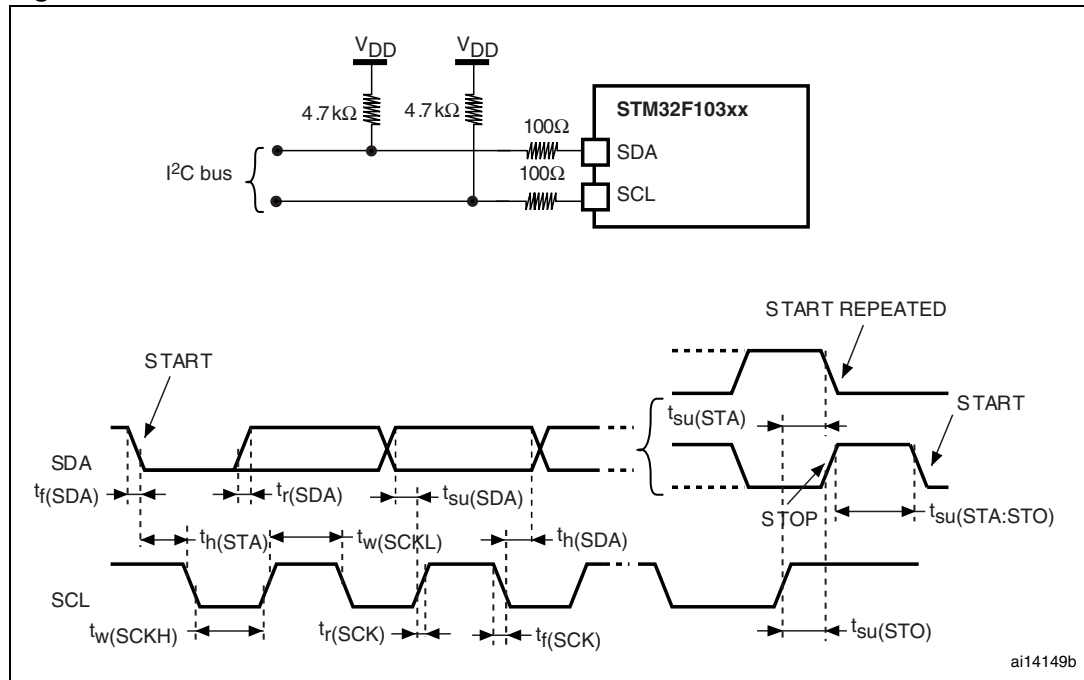 VDD VDD
4.7kΩ 4.7kΩ
STM32F103xx
100Ω
SDA
I²C bus
100Ω
SCL
START REPEATED
START
START
tsu(STA)
SDA
tf(SDA) tr(SDA) tsu(SDA)
STOP
tsu(STA:STO)
th(STA) tw(SCKL) th(SDA)
SCL
tw(SCKH) tr(SCK) tf(SCK) tsu(STO)
ai14149b